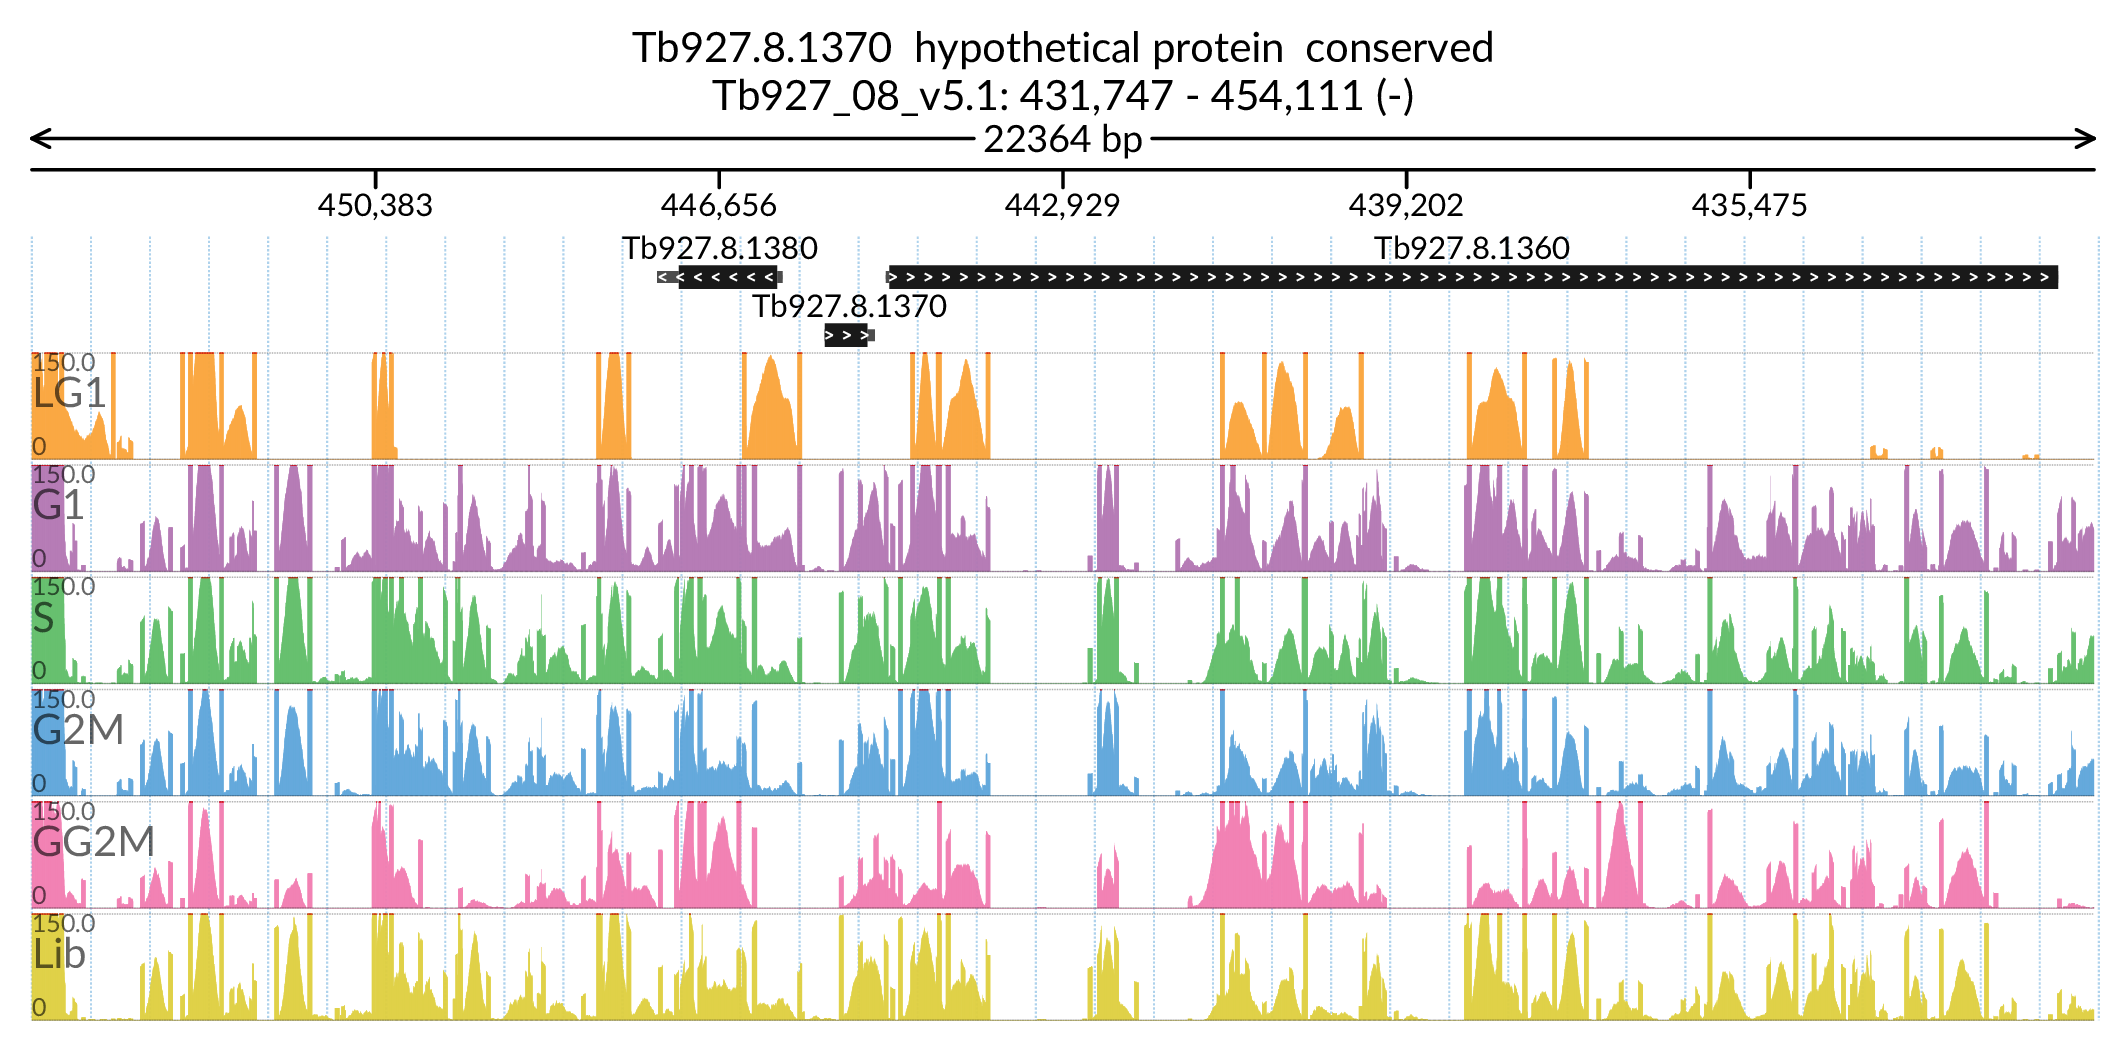 Tb927.8.1370 hypothetical protein conserved
Tb927_08_v5.1: 431,747 - 454,111 (-)
22364 bp
450,383 446,656 442,929 439,202 435,475
Tb927.8.1380 Tb927.8.1360
Tb927.8.1370
150.0
LG1
0
150.0
G1
0
150.0
S
0
150.0
G2M
0
150.0
GG2M
0
150.0
Lib
0